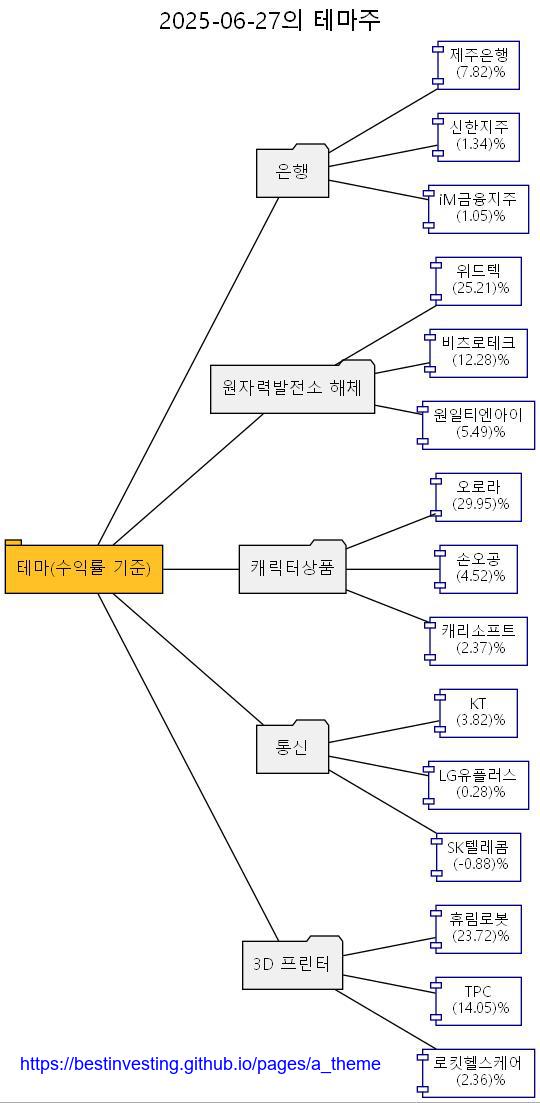 2025-06-27의 테마주
테마(수익률 기준)
은행
제주은행
(7.82)%
신한지주
(1.34)%
iM금융지주
(1.05)%
원자력발전소 해체
위드텍
(25.21)%
비츠로테크
(12.28)%
원일티엔아이
(5.49)%
캐릭터상품
오로라
(29.95)%
손오공
(4.52)%
캐리소프트
(2.37)%
통신
KT
(3.82)%
LG유플러스
(0.28)%
SK텔레콤
(-0.88)%
3D 프린터
휴림로봇
(23.72)%
TPC
(14.05)%
로킷헬스케어
(2.36)%
https://bestinvesting.github.io/pages/a_theme